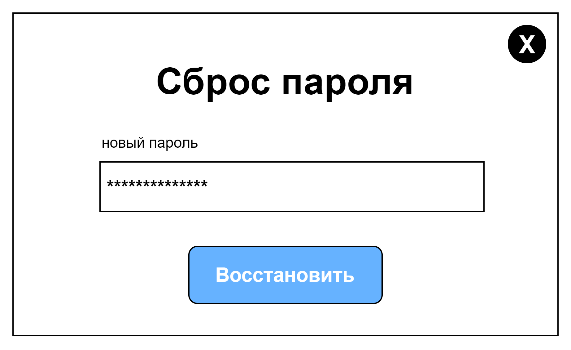 X
Сброс пароля
новый пароль
**************
Восстановить